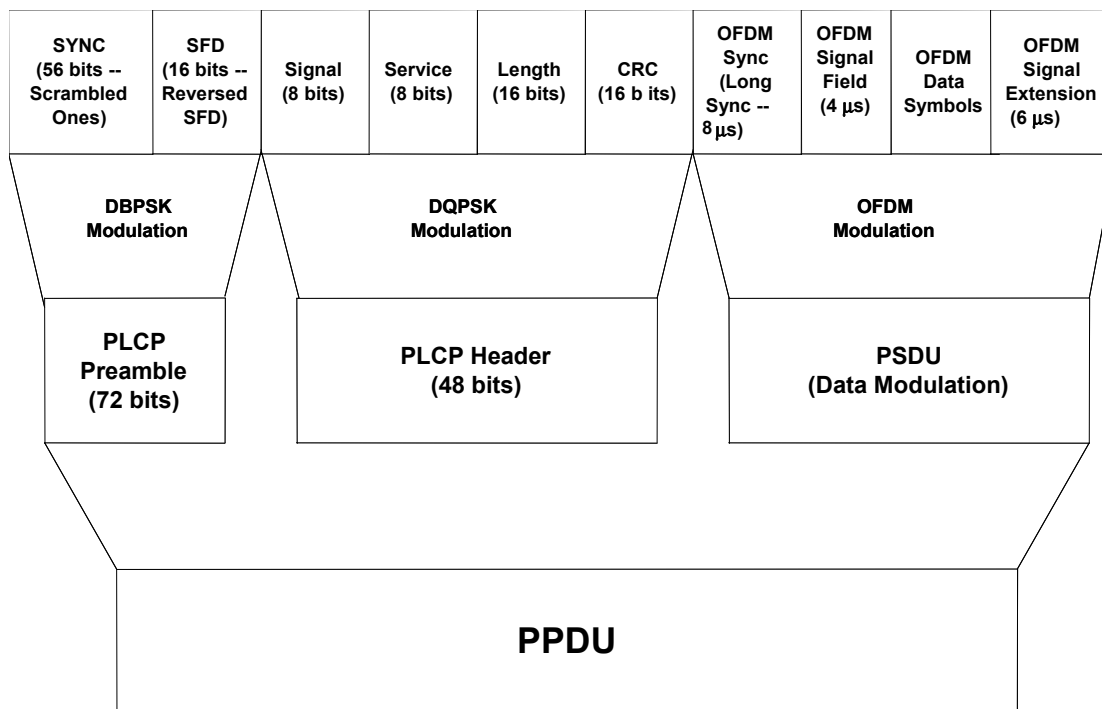 SYNC
(56 bits --
Scrambled
Ones)
SFD
(16 bits --
Reversed
SFD)
Signal
(8 bits)
Service
(8 bits)
Length
(16 bits)
CRC
(16 b its)
OFDM
Sync
(Long
Sync --
8 µs)
OFDM
Signal
Field
(4 µs)
OFDM
Data
Symbols
OFDM
Signal
Extension
(6 µs)
DBPSK
Modulation
DQPSK
Modulation
OFDM
Modulation
PLCP
Preamble
(72 bits)
PLCP Header
(48 bits)
PSDU
(Data Modulation)
PPDU